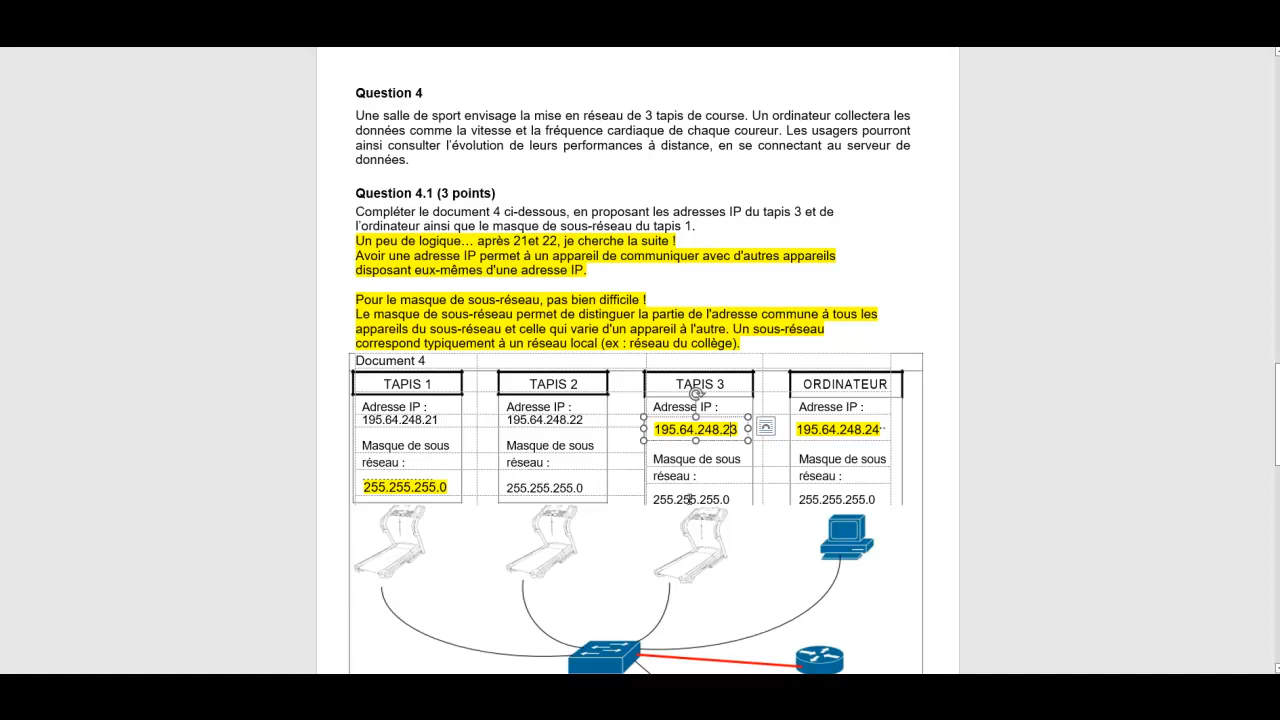 Question 4
Une salle de sport envisage la mise en réseau de 3 tapis de course. Un ordinateur collectera les
données comme la vitesse et la fréquence cardiaque de chaque coureur. Les usagers pourront
ainsi consulter l'évolution de leurs performances à distance, en se connectant au serveur de
données.
Question 4.1 (3 points)
Compléter le document 4 ci-dessous, en proposant les adresses IP du tapis 3 et de
l'ordinateur ainsi que le masque de sous-réseau du tapis 1.
Un peu de logique… après 21et 22, je cherche la suite !
Avoir une adresse IP permet à un appareil de communiquer avec d'autres appareils
disposant eux-mêmes d'une adresse IP.
Pour le masque de sous-réseau, pas bien difficile !
Le masque de sous-réseau permet de distinguer la partie de l'adresse commune à tous les
appareils du sous-réseau et celle qui varie d'un appareil à l'autre. Un sous-réseau
correspond typiquement à un réseau local (ex : réseau du collège).
Document 4
TAPIS 1
Adresse IP :
195.64.248.21
Masque de sous
réseau :
255.255.255.0
TAPIS 2
Adresse IP :
195.64.248.22
Masque de sous
réseau :
255.255.255.0
TAPIS 3
Adresse IP :
195.64.248.23
Masque de sous
réseau :
255.255.255.0
ORDINATEUR
Adresse IP :
195.64.248.24
Masque de sous
réseau :
255.255.255.0